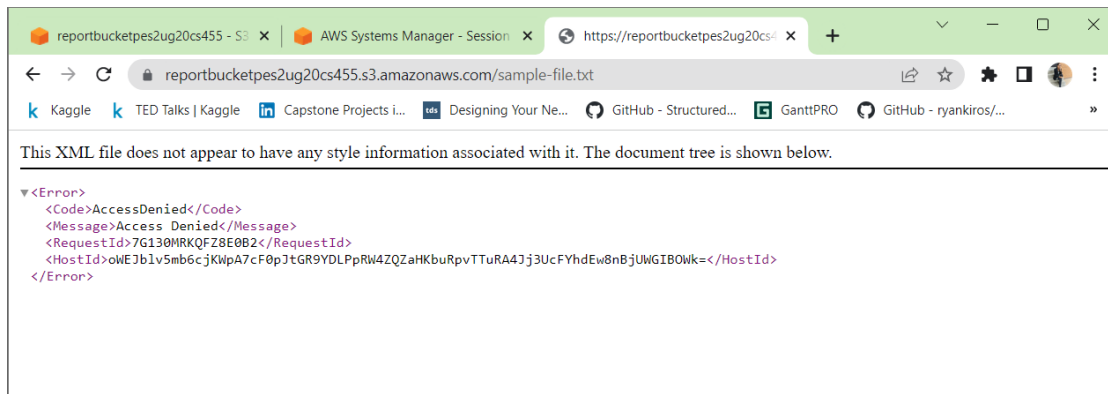 reportbucketpes2ug20cs455 - S3
AWS Systems Manager - Session
https://reportbucketpes2ug20cs4
reportbucketpes2ug20cs455.s3.amazonaws.com/sample-file.txt
Kaggle
TED Talks | Kaggle
Capstone Projects i...
tds
Designing Your Ne...
GitHub - Structured...
GanttPRO
GitHub - ryankiros/...
»
This XML file does not appear to have any style information associated with it. The document tree is shown below.
<Error>
<Code>AccessDenied</Code>
<Message>Access Denied</Message>
<RequestId>7G130MRKQFZ8E0B2</RequestId>
<HostId>oWEJblv5mb6cjKWpA7cF0pJtGR9YDLPpRW4ZQZaHKbuRpvTTuRA4Jj3UcFYhdEw8nBjUWGIBOWk=</HostId>
</Error>